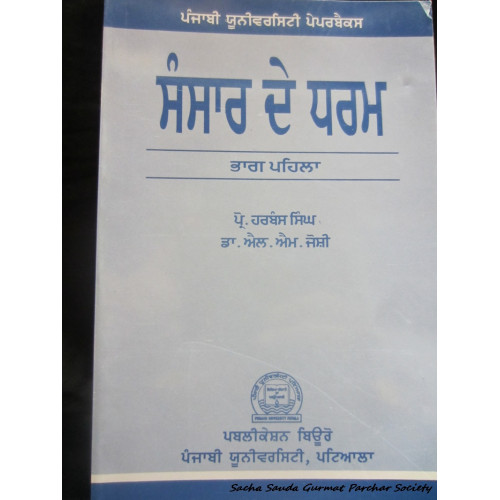 ਪੰਜਾਬੀ ਯੂਨੀਵਰਸਿਟੀ ਪੇਪਰਬੈਕਸ
ਸੰਸਾਰ ਦੇ ਧਰਮ
ਭਾਗ ਪਹਿਲਾ
ਪ੍ਰੋ. ਹਰਬੰਸ ਸਿੰਘ
ਡਾ. ਐਲ. ਐਮ. ਜੋਸ਼ੀ
ਪਬਲੀਕੇਸ਼ਨ ਬਿਊਰੋ
ਪੰਜਾਬੀ ਯੂਨੀਵਰਸਿਟੀ, ਪਟਿਆਲਾ
Sacha Sauda Gurmat Parchar Society